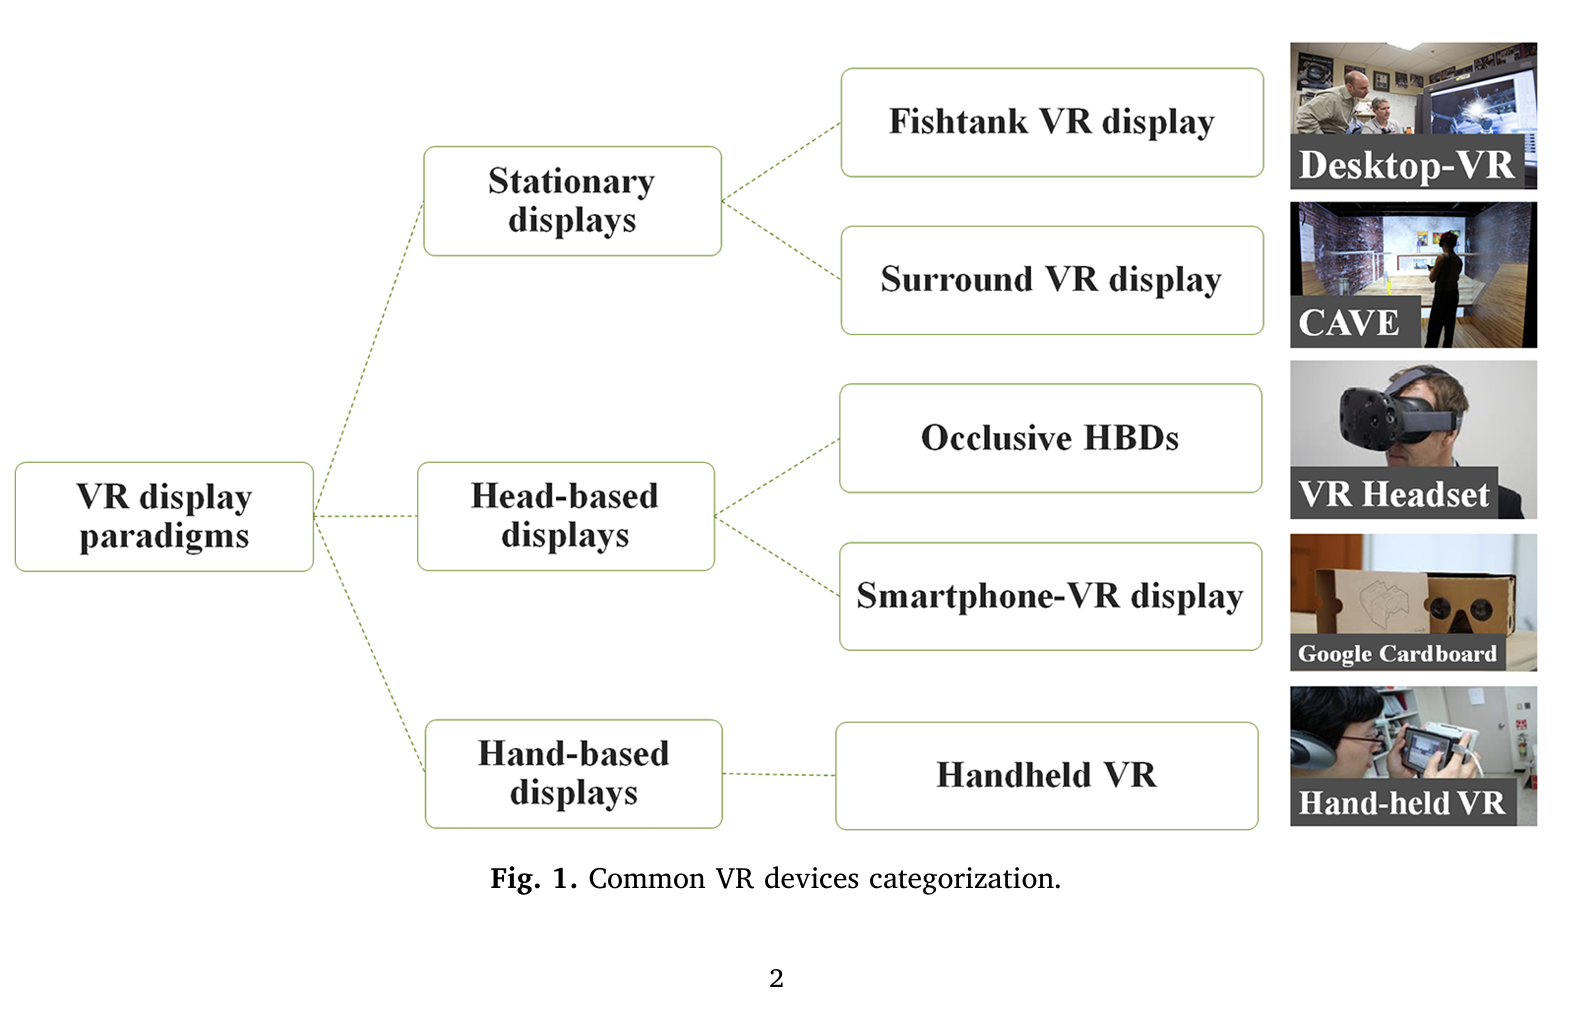 Fishtank VR display
Desktop-VR
Stationary
displays
Surround VR display
CAVE
Occlusive HBDs
VR Headset
VR display
paradigms
Head-based
displays
Smartphone-VR display
Google Cardboard
Hand-based
displays
Handheld VR
Hand-held VR
Fig. 1. Common VR devices categorization.
2